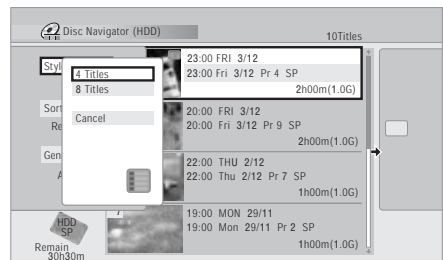 Disc Navigator (HDD)
10Titles
Styl
4 Titles
8 Titles
Cancel
Sort
Re
Gen
A
HDD
SP
Remain
30h30m
23:00 FRI 3/12
23:00 Fri 3/12 Pr 4 SP
2h00m(1.0G)
20:00 FRI 3/12
20:00 Fri 3/12 Pr 9 SP
2h00m(1.0G)
22:00 THU 2/12
22:00 Thu 2/12 Pr 7 SP
1h00m(1.0G)
19:00 MON 29/11
19:00 Mon 29/11 Pr 2 SP
1h00m(1.0G)